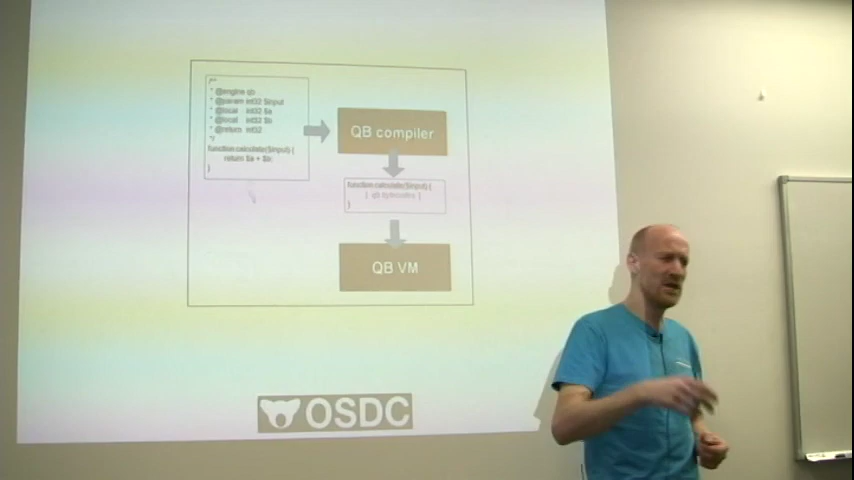 /**
* @engine qb
* @param int32 $input
* @local int32 $a
* @local int32 $b
* @return int32
*/
function calculate($input) {
return $a + $b;
}
QB compiler
function calculate($input) {
[ qb bytecodes ]
}
QB VM
OSDC